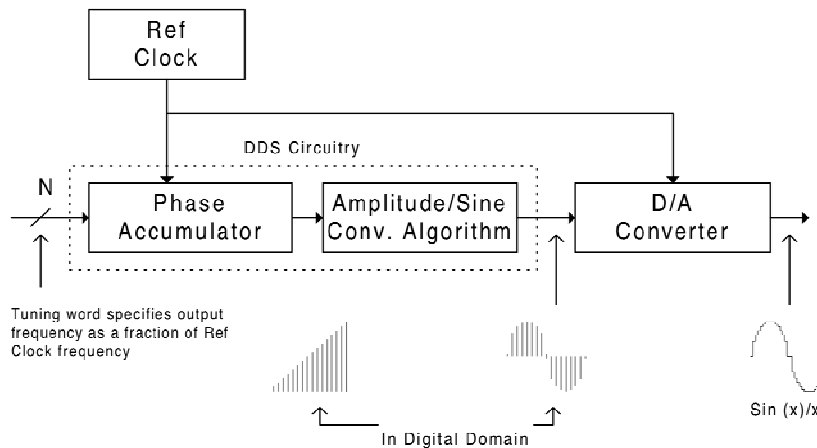 Ref
Clock
DDS Circuitry
N
Phase
Accumulator
Amplitude/Sine
Conv. Algorithm
D/A
Converter
Tuning word specifies output
frequency as a fraction of Ref
Clock frequency
Sin (x)/x
In Digital Domain